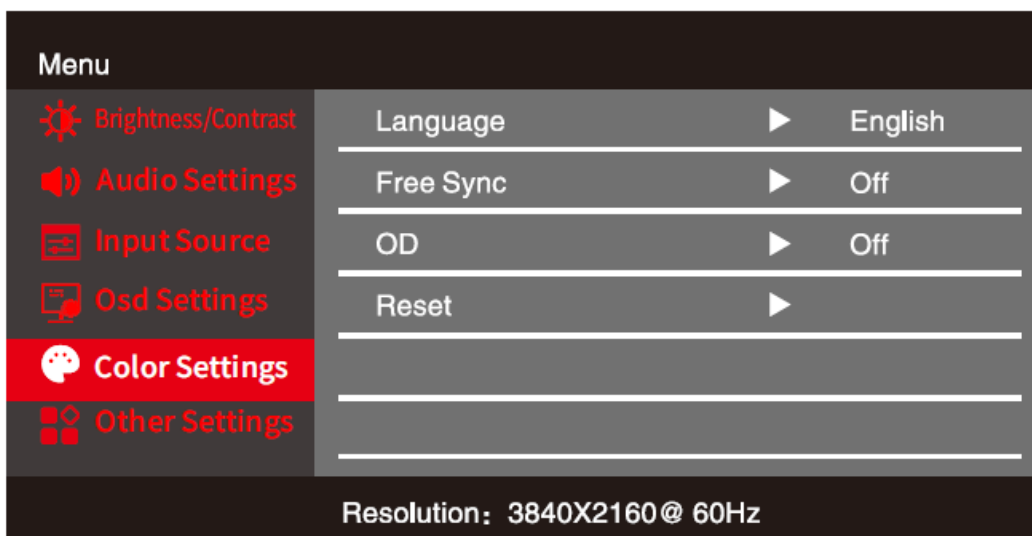 Menu
Brightness/Contrast
Audio Settings
Input Source
Osd Settings
Color Settings
Other Settings
Language ▶ English
Free Sync ▶ Off
OD ▶ Off
Reset ▶
Resolution：3840X2160@ 60Hz